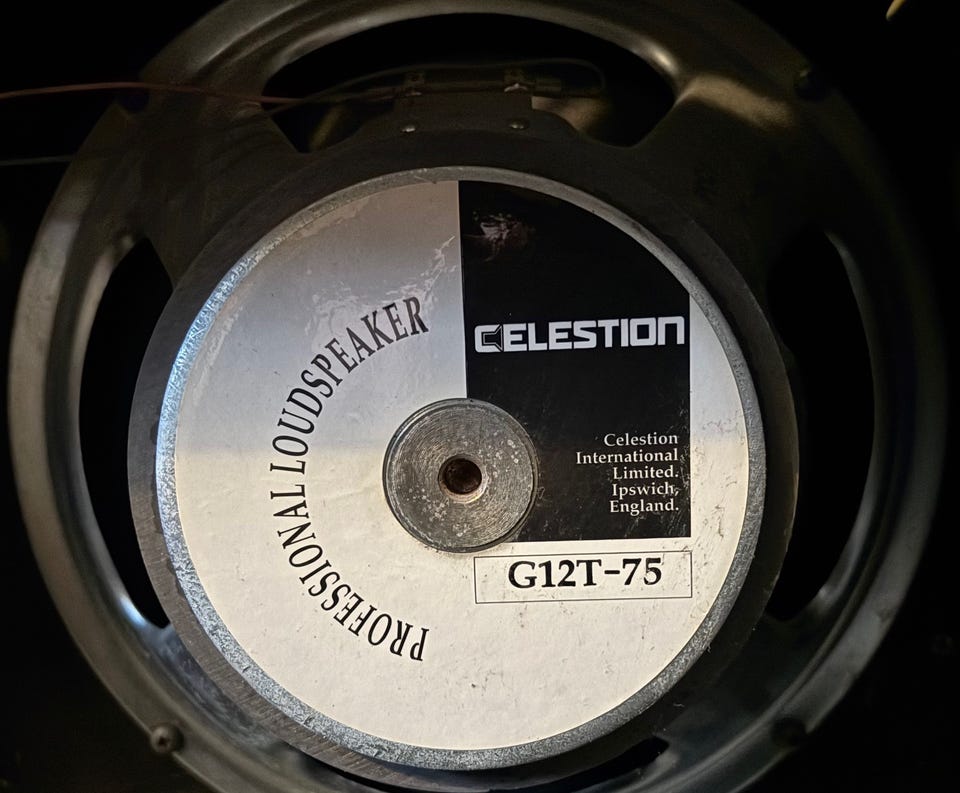 PROFESSIONAL LOUDSPEAKER
CELESTION
Celestion
International
Limited.
Ipswich,
England.
G12T-75